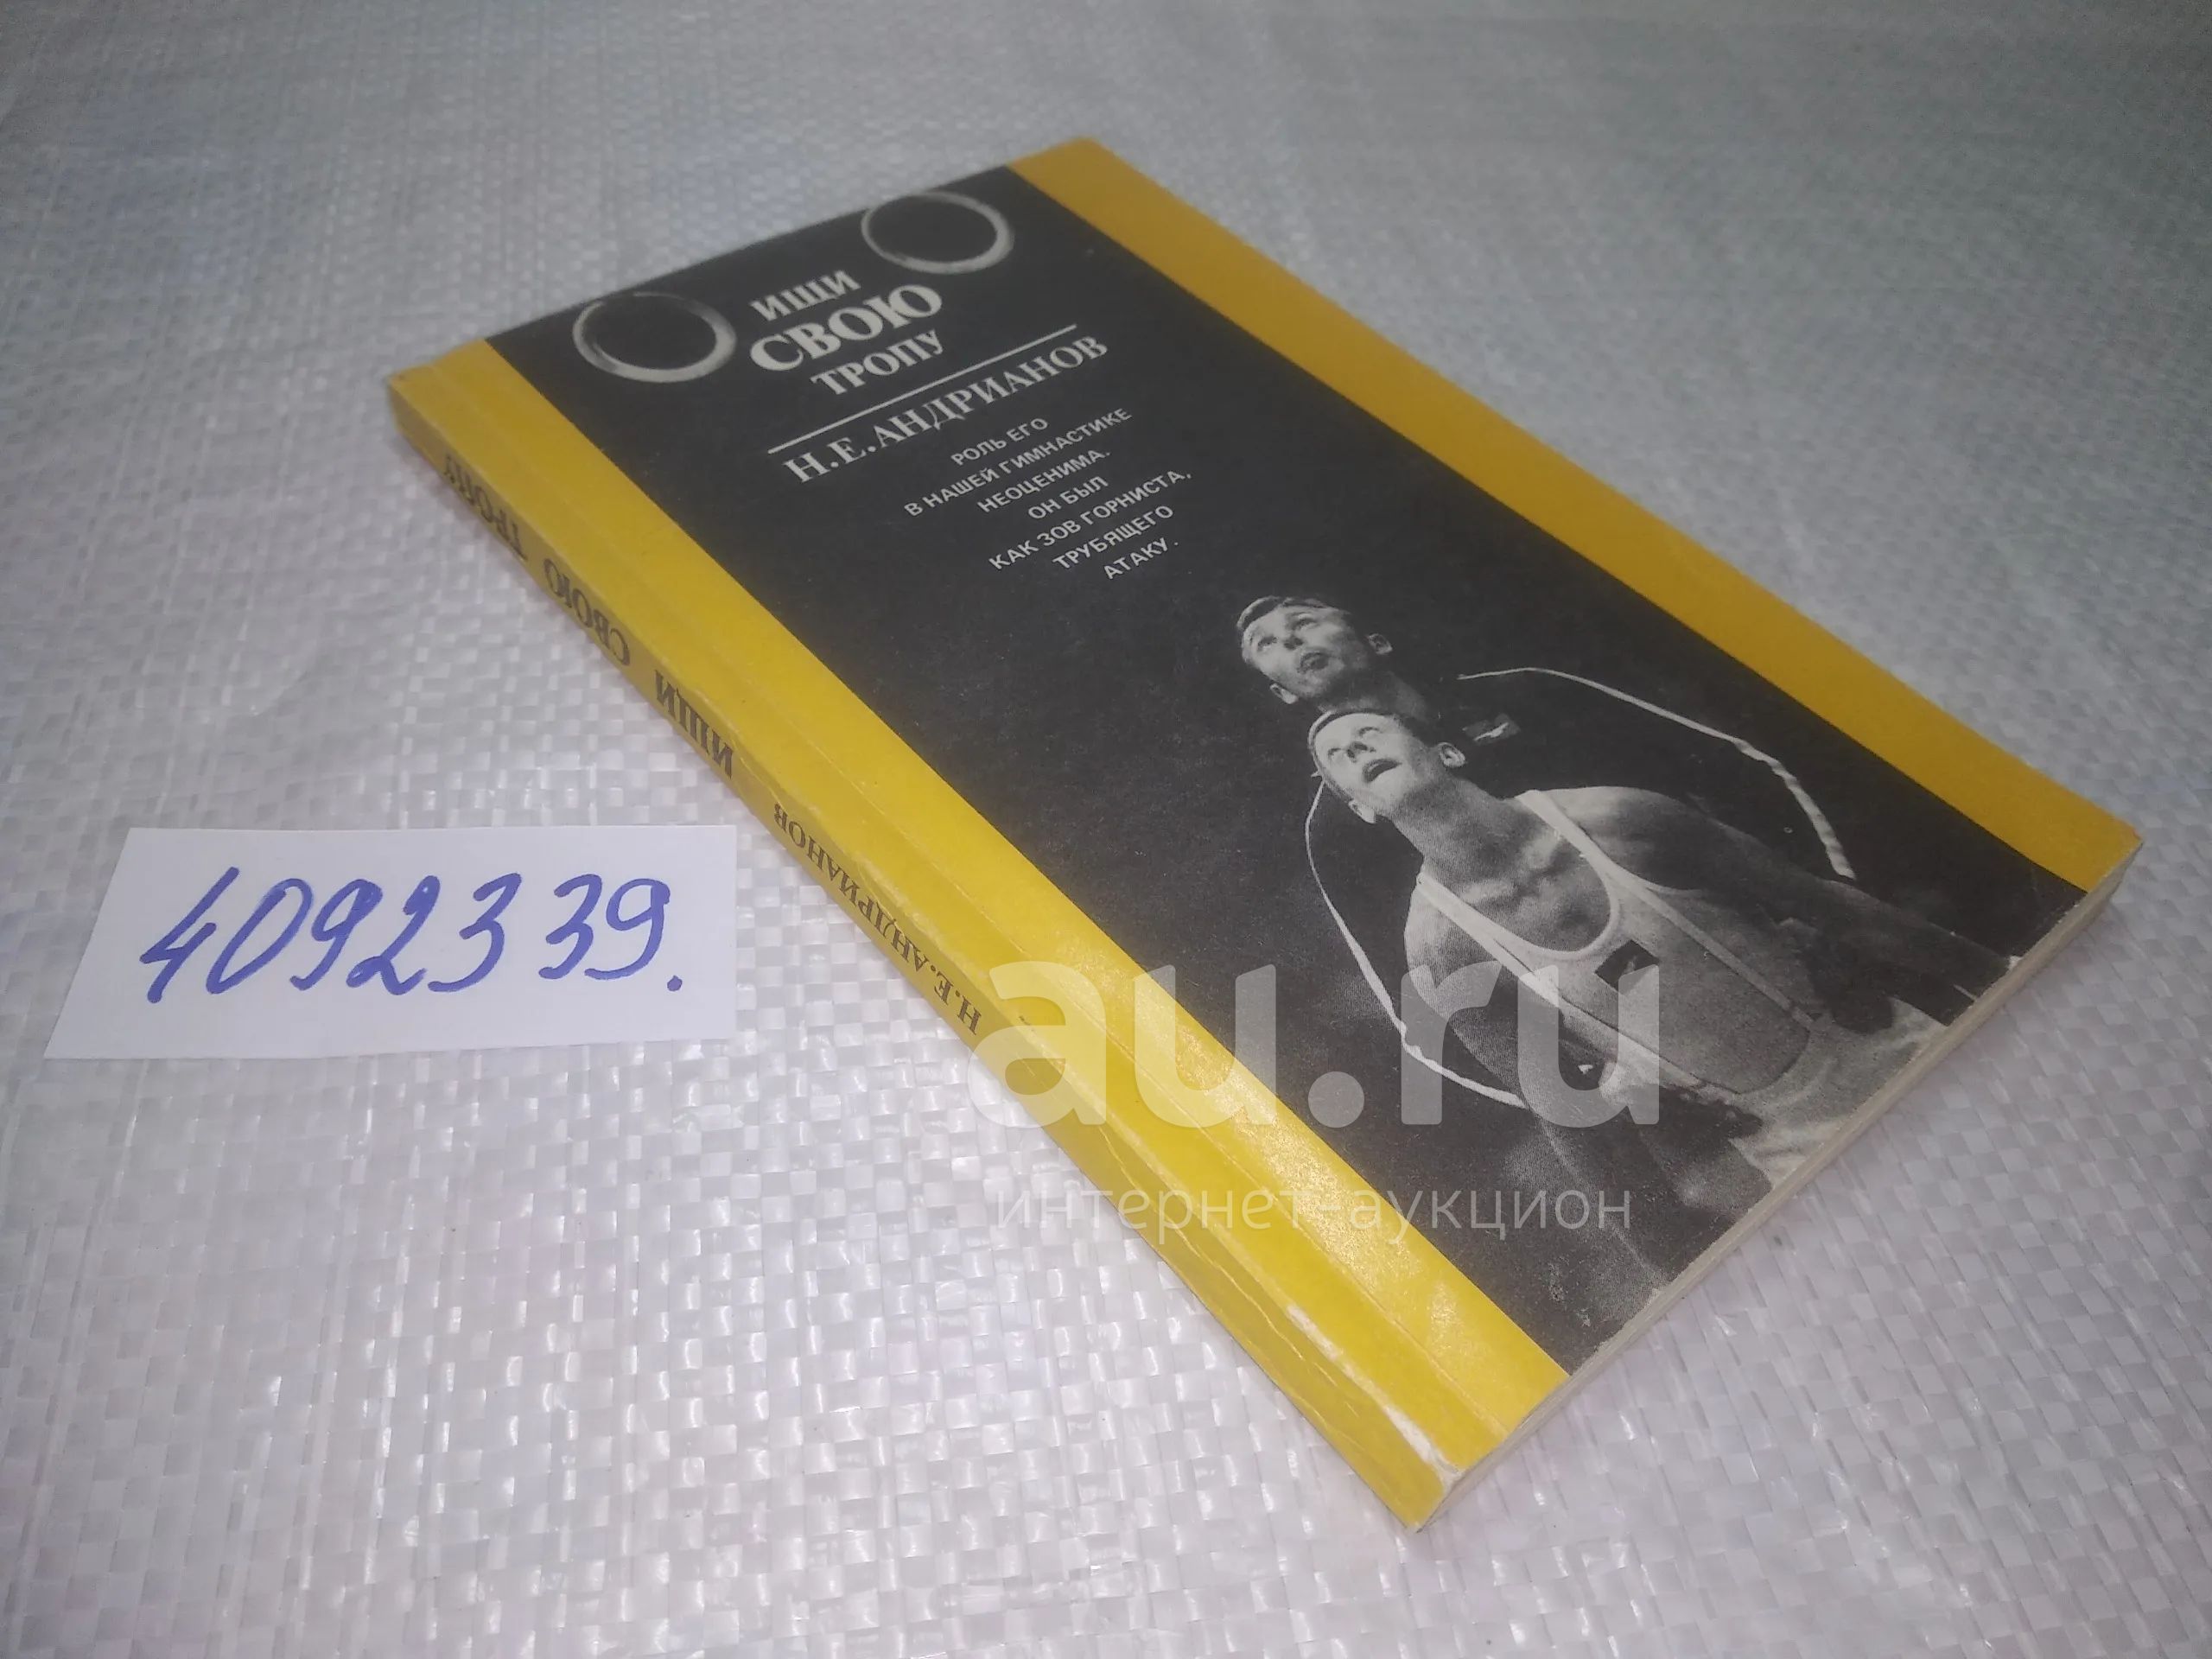 ИЩИ
СВОЮ
ТРОПУ
Н.Е.АНДРИАНОВ
РОЛЬ ЕГО
В НАШЕЙ ГИМНАСТИКЕ
НЕОЦЕНИМА.
ОН БЫЛ
КАК ЗОВ ГОРНИСТА,
ТРУБЯЩЕГО
АТАКУ.
Н.Е.АНДРИАНОВ ИЩИ СВОЮ ТРОПУ
4092339.
au.ru
интернет-аукцион